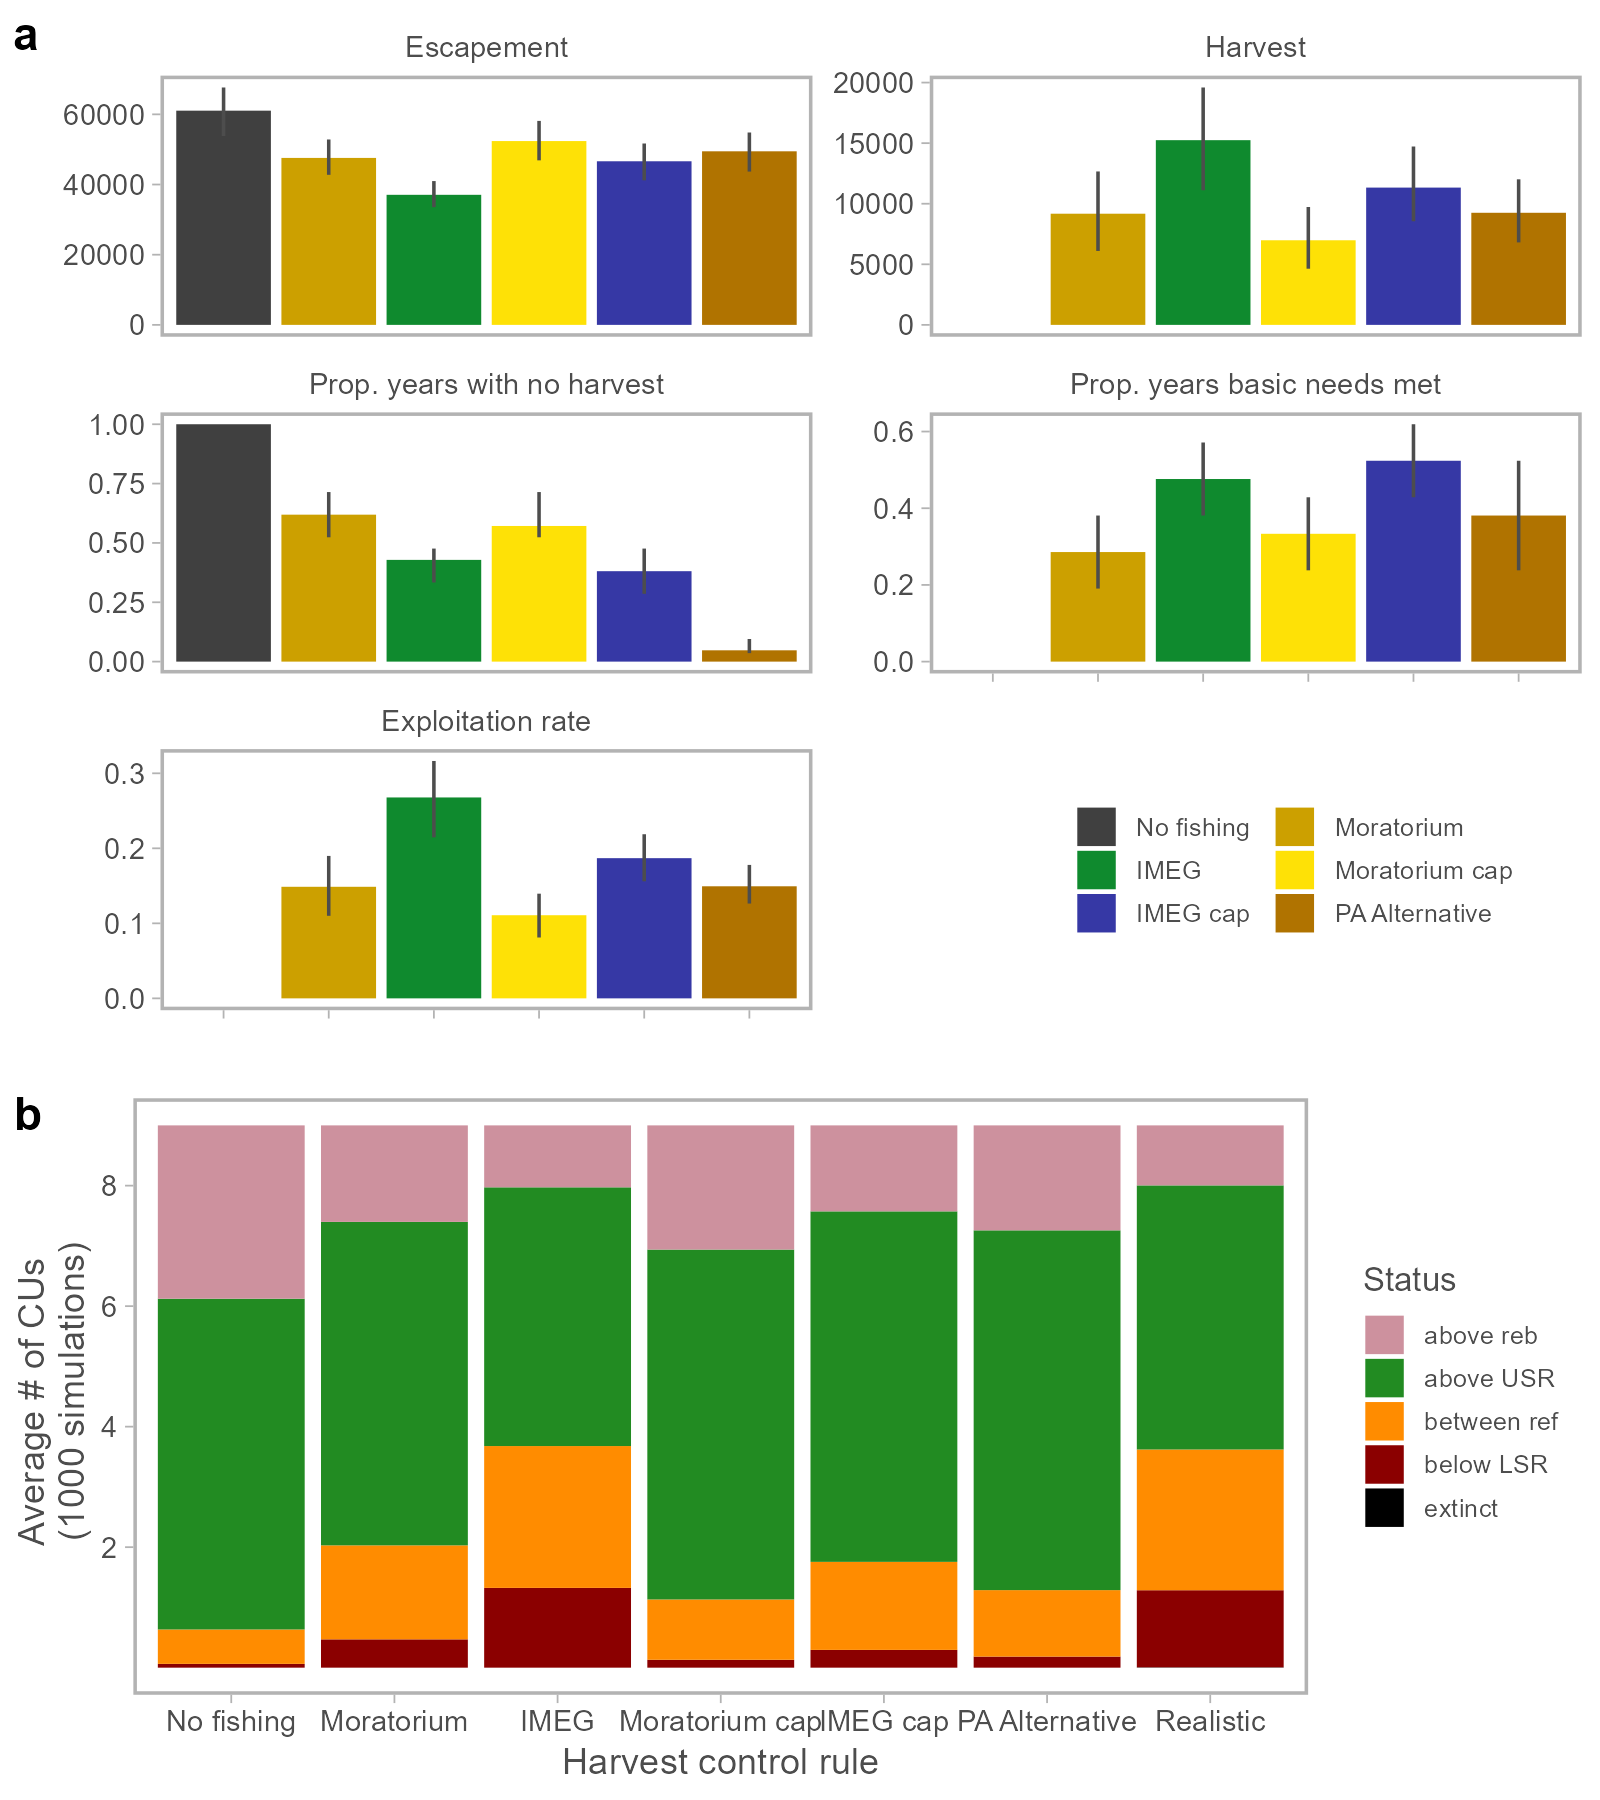 a
Escapement
60000
40000
20000
0
Harvest
20000
15000
10000
5000
0
Prop. years with no harvest
1.00
0.75
0.50
0.25
0.00
Prop. years basic needs met
0.6
0.4
0.2
0.0
Exploitation rate
0.3
0.2
0.1
0.0
No fishing
Moratorium
IMEG
Moratorium cap
IMEG cap
PA Alternative
b
Average # of CUs
(1000 simulations)
8
6
4
2
No fishing Moratorium IMEG Moratorium cap IMEG cap PA Alternative Realistic
Harvest control rule
Status
above reb
above USR
between ref
below LSR
extinct